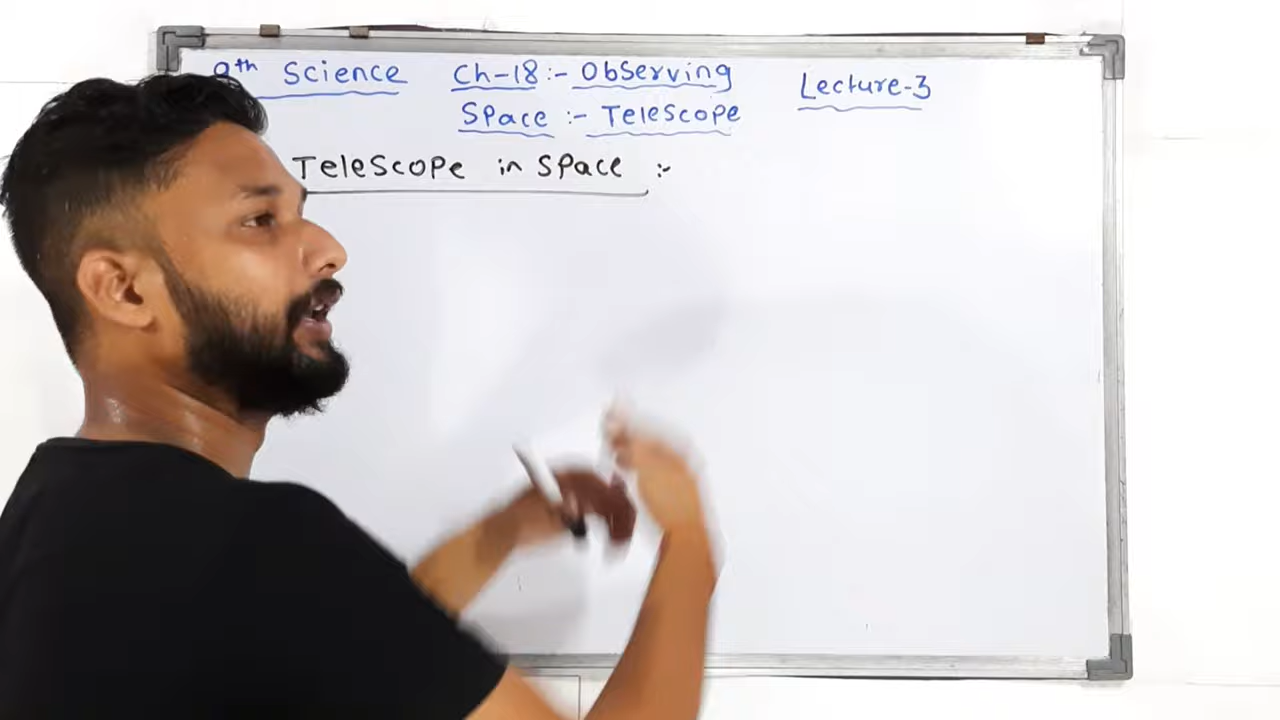 9th Science Ch-18:- Observing Lecture-3
Space :- Telescope
Telescope in Space :-